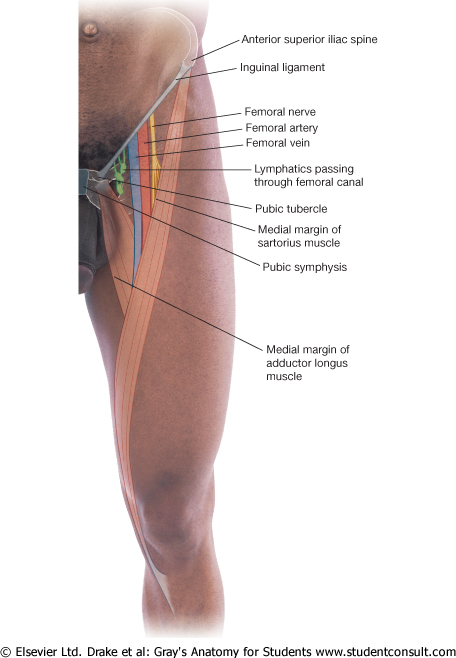 Anterior superior iliac spine
Inguinal ligament
Femoral nerve
Femoral artery
Femoral vein
Lymphatics passing
through femoral canal
Pubic tubercle
Medial margin of
sartorius muscle
Pubic symphysis
Medial margin of
adductor longus
muscle
© Elsevier Ltd. Drake et al: Gray's Anatomy for Students www.studentconsult.com